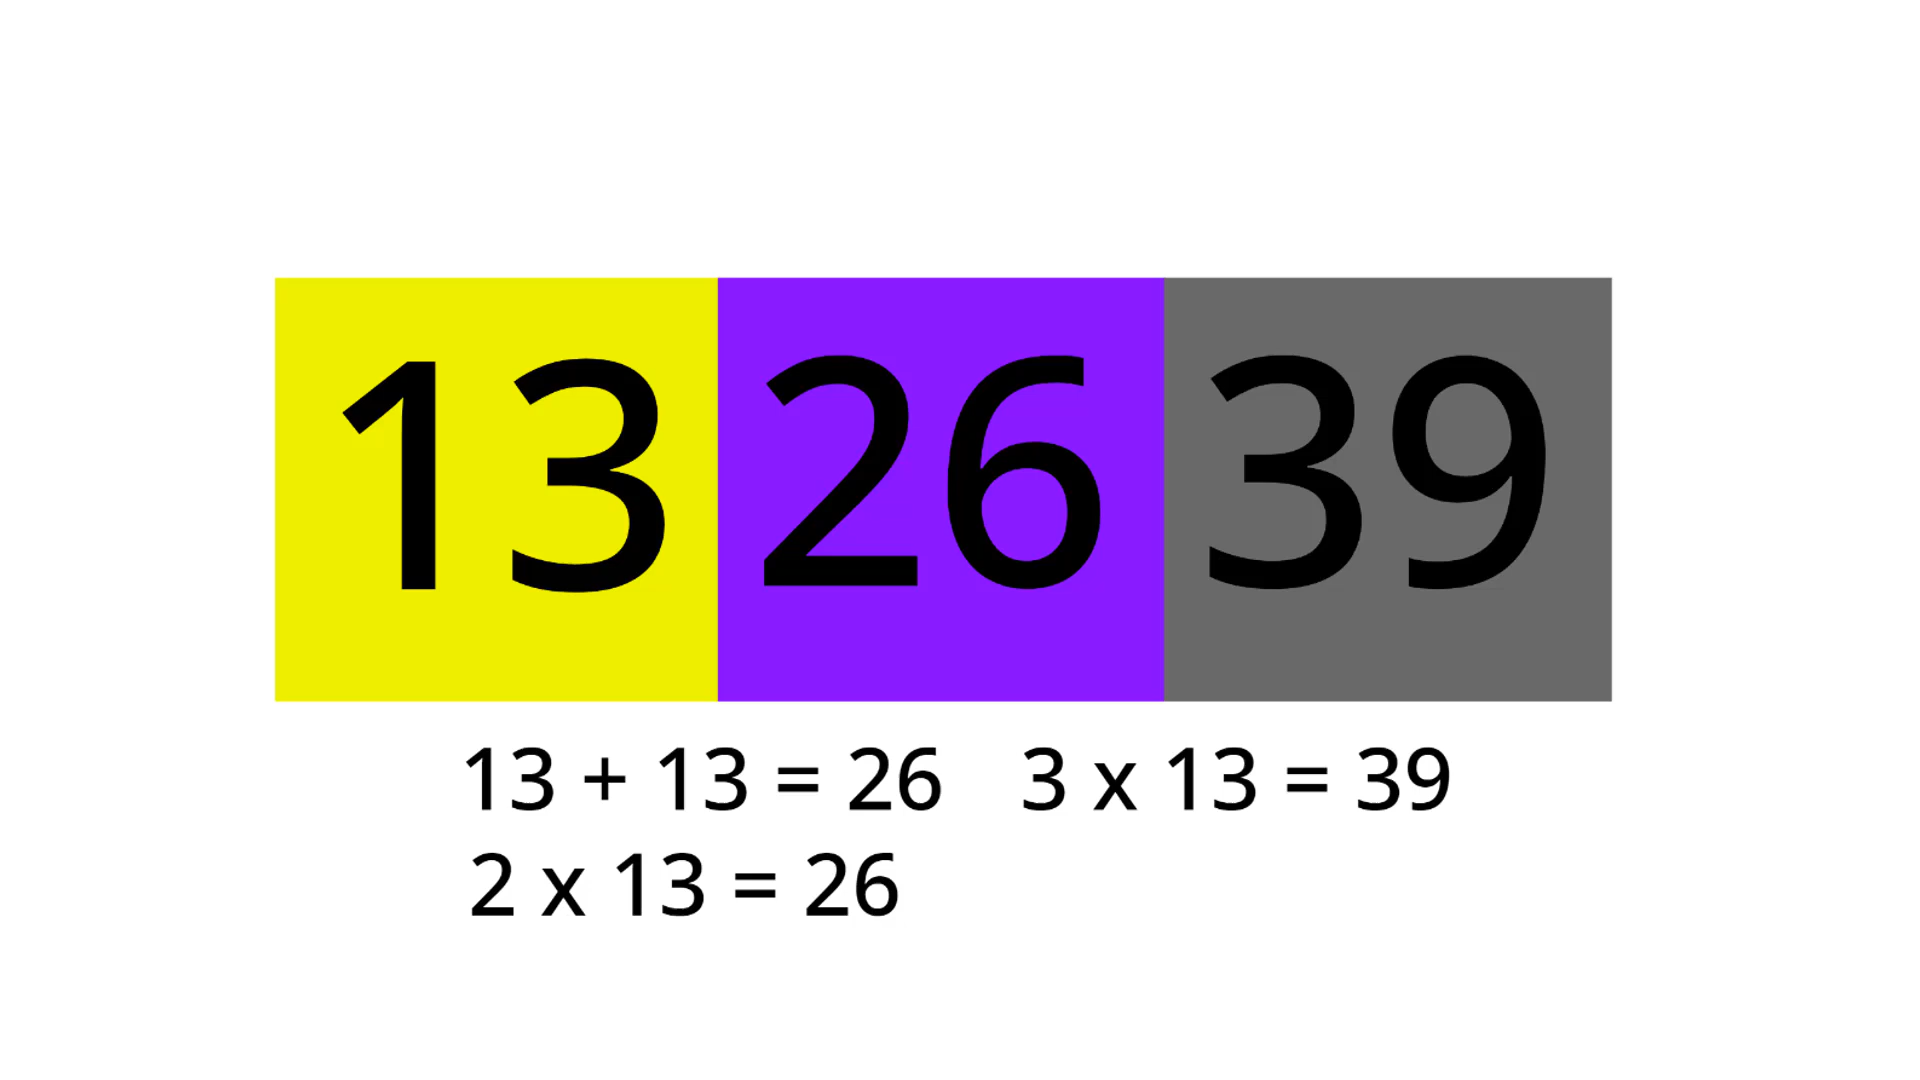 13 26 39
13 + 13 = 26 3 x 13 = 39
2 x 13 = 26